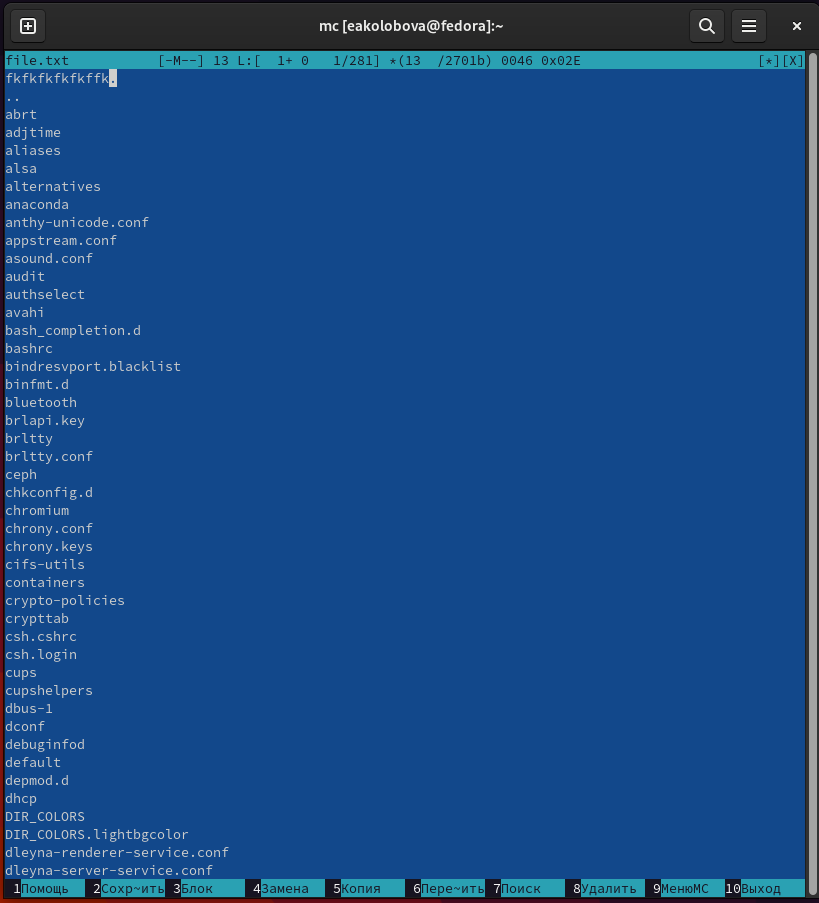 mc [eakolobova@fedora]:~
file.txt [-M--] 13 L:[ 1+ 0 1/281] *(13 /2701b) 0046 0x02E [*][X]
fkfkfkfkfkffk.
..
abrt
adjtime
aliases
alsa
alternatives
anaconda
anthy-unicode.conf
appstream.conf
asound.conf
audit
authselect
avahi
bash_completion.d
bashrc
bindresvport.blacklist
binfmt.d
bluetooth
brlapi.key
brltty
brltty.conf
ceph
chkconfig.d
chromium
chrony.conf
chrony.keys
cifs-utils
containers
crypto-policies
crypttab
csh.cshrc
csh.login
cups
cupshelpers
dbus-1
dconf
debuginfod
default
depmod.d
dhcp
DIR_COLORS
DIR_COLORS.lightbgcolor
dleyna-renderer-service.conf
dleyna-server-service.conf
1Помощь 2Сохр~ить 3Блок 4Замена 5Копия 6Пере~ить 7Поиск 8Удалить 9МенюMC 10Выход